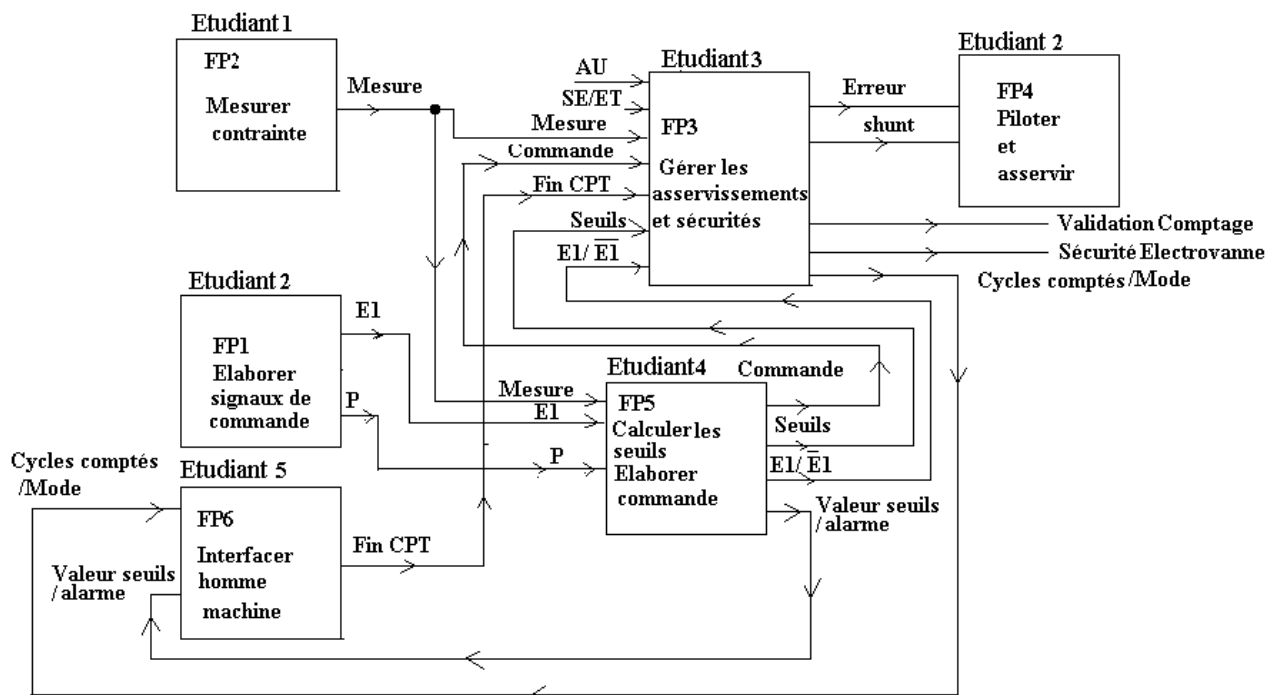 Etudiant 1
FP2
Mesurer
contrainte
Mesure
Etudiant 3
AU
SE/ET
Mesure
Commande
Fin CPT
Seuils
E1/ E̅1̅
FP3
Gérer les
asservissements
et sécurités
Erreur
shunt
Etudiant 2
FP4
Piloter
et
asservir
Validation Comptage
Sécurité Electrovanne
Cycles comptés /Mode
Etudiant 2
FP1
Elaborer
signaux de
commande
E1
P
Etudiant4
Mesure
E1
P
FP5
Calculer les
seuils
Elaborer
commande
Commande
Seuils
E1/ E̅1
Valeur seuils
/alarme
Etudiant 5
Cycles comptés
/Mode
FP6
Interfacer
homme
machine
Fin CPT
Valeur seuils
/alarme